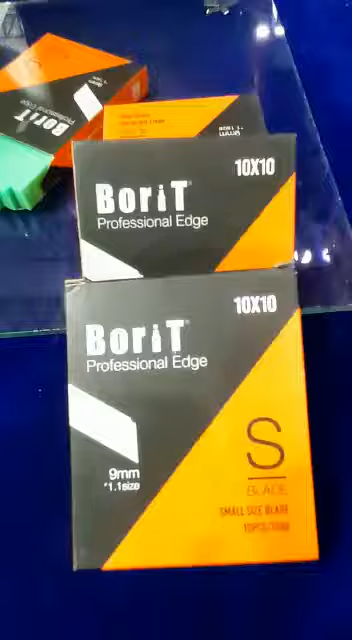 BoriT
Professional Edge
10X10
BoriT
Professional Edge
10X10
BoriT
Professional Edge
9mm
*1.1size
S
BLADE
SMALL SIZE BLADE